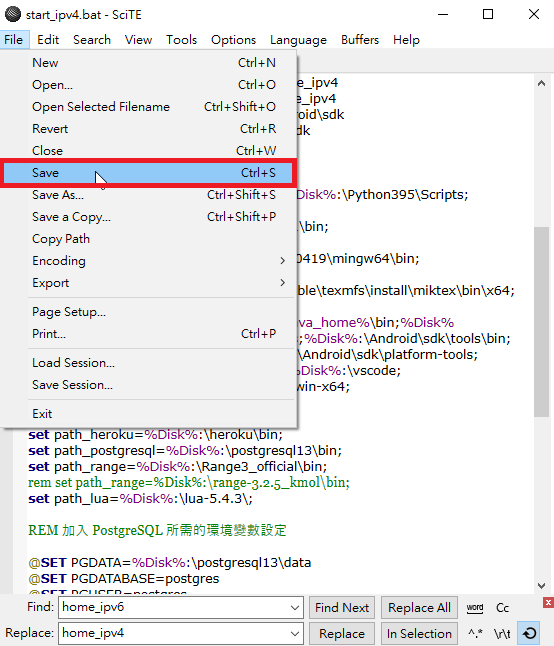 start_ipv4.bat - SciTE
File Edit Search View Tools Options Language Buffers Help
New Ctrl+N
Open... Ctrl+O
Open Selected Filename Ctrl+Shift+O
Revert Ctrl+R
Close Ctrl+W
Save Ctrl+S
Save As... Ctrl+Shift+S
Save a Copy... Ctrl+Shift+P
Copy Path
Encoding
Export
Page Setup...
Print... Ctrl+P
Load Session...
Save Session...
Exit
_ipv4
e_ipv4
roid\sdk
sdk
Disk%:\Python395\Scripts;
\bin;
0419\mingw64\bin;
ble\texmfs\install\miktex\bin\x64;
ava_home%\bin;%Disk%
;%Disk%:\Android\sdk\tools\bin;
\Android\sdk\platform-tools;
Disk%:\vscode;
win-x64;
set path_heroku=%Disk%:\heroku\bin;
set path_postgresql=%Disk%:\postgresql13\bin;
set path_range=%Disk%:\Range3_official\bin;
rem set path_range=%Disk%:\range-3.2.5_kmol\bin;
set path_lua=%Disk%:\lua-5.4.3\;
REM 加入 PostgreSQL 所需的環境變數設定
@SET PGDATA=%Disk%:\postgresql13\data
@SET PGDATABASE=postgres
@SET PGUSER=postgres
Find: home_ipv6 Find Next Replace All word Cc
Replace: home_ipv4 Replace In Selection ^.* \r\t